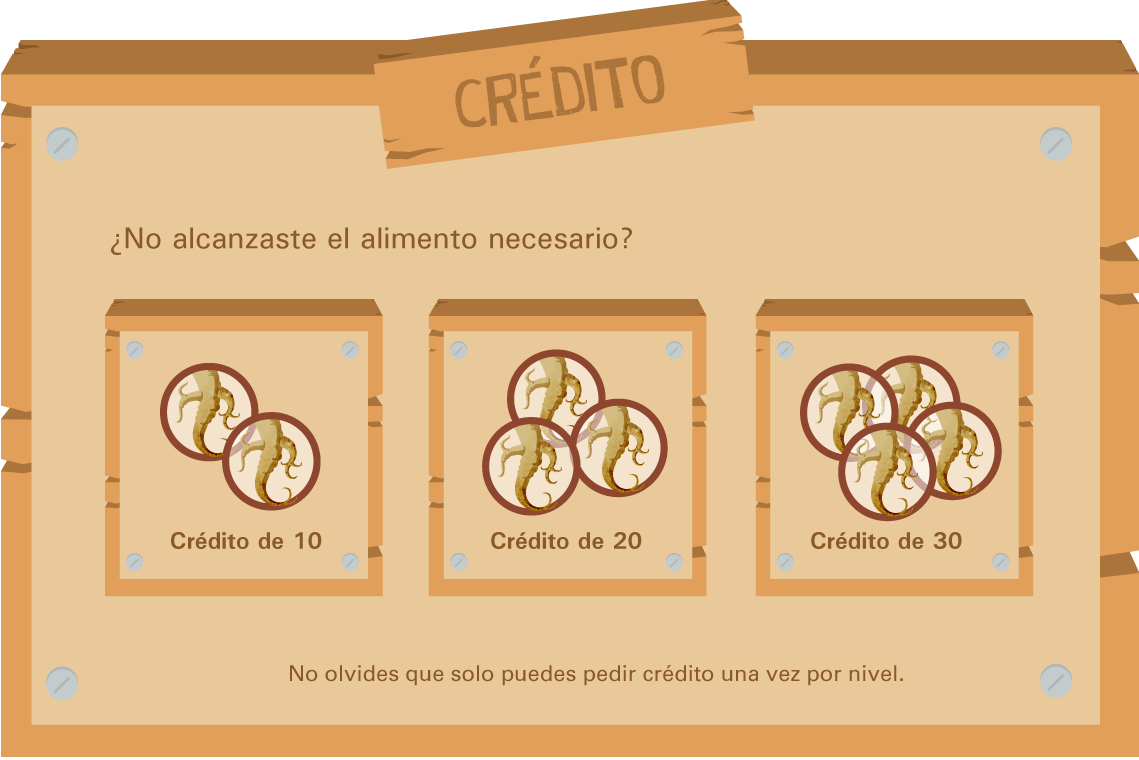 CRÉDITO
¿No alcanzaste el alimento necesario?
Crédito de 10
Crédito de 20
Crédito de 30
No olvides que solo puedes pedir crédito una vez por nivel.